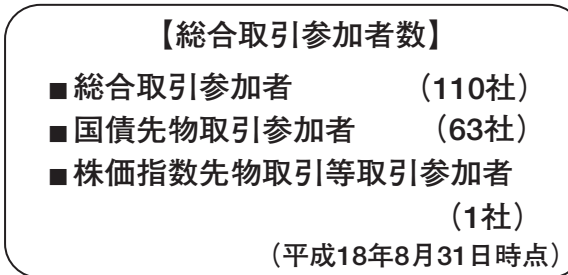 【総合取引参加者数】
■総合取引参加者 （110社）
■国債先物取引参加者 （63社）
■株価指数先物取引等取引参加者
（1社）
（平成18年8月31日時点）